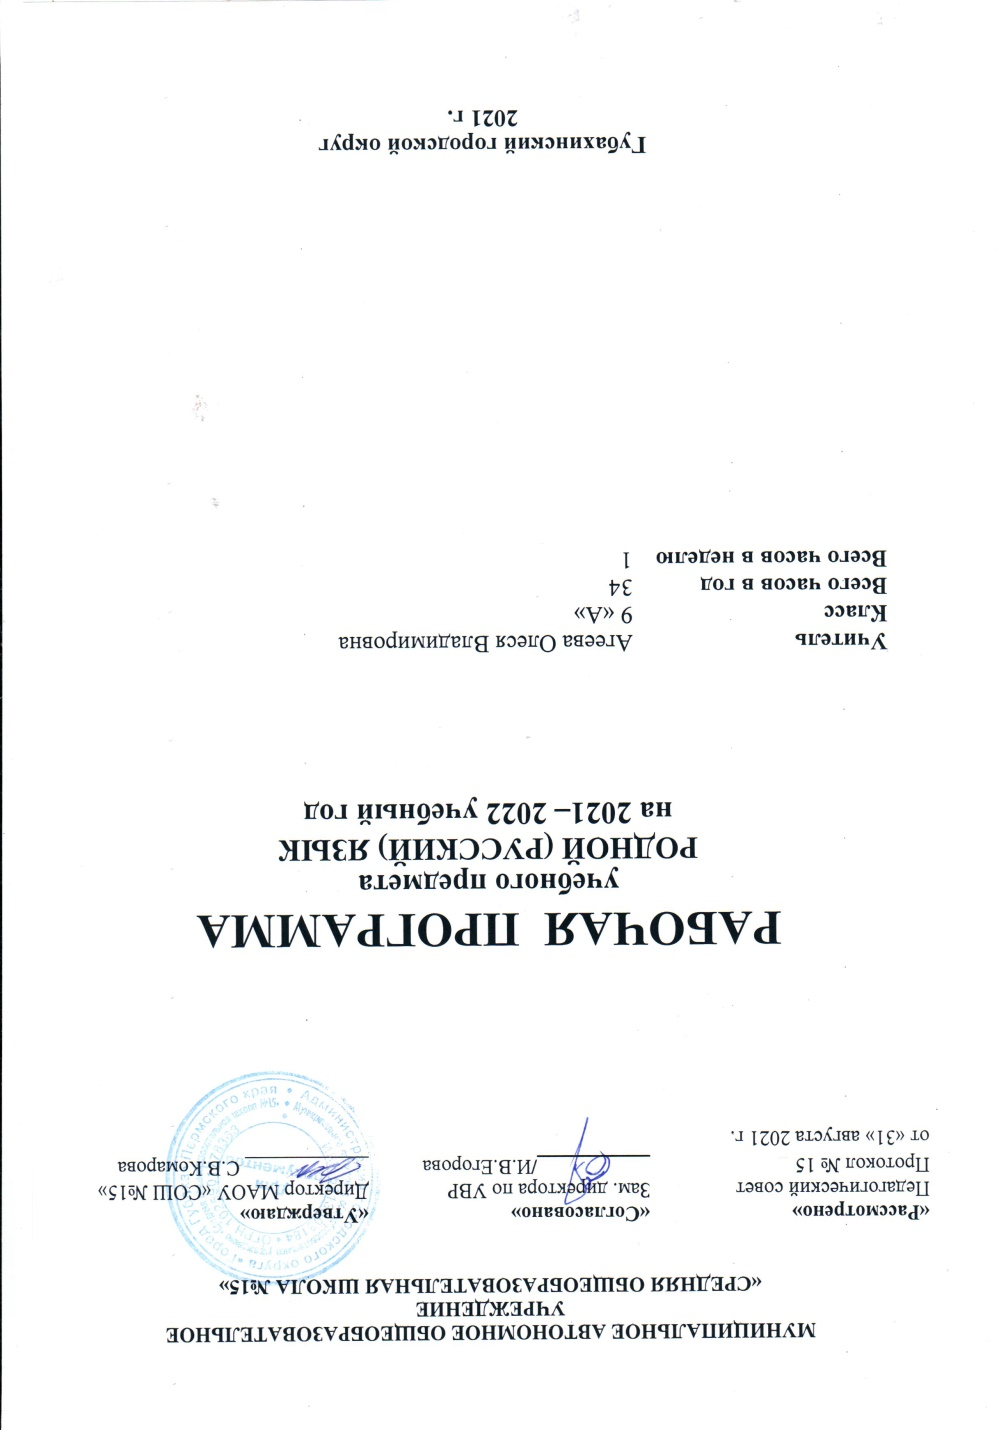 МУНИЦИПАЛЬНОЕ АВТОНОМНОЕ ОБЩЕОБРАЗОВАТЕЛЬНОЕ
УЧРЕЖДЕНИЕ
«СРЕДНЯЯ ОБЩЕОБРАЗОВАТЕЛЬНАЯ ШКОЛА №15»
«Рассмотрено»
Педагогический совет
Протокол № 15
от «31» августа 2021 г.
«Согласовано»
Зам. директора по УВР
/И.В.Егорова
«Утверждаю»
Директор МАОУ «СОШ №15»
С.В.Комарова
РАБОЧАЯ ПРОГРАММА
учебного предмета
РОДНОЙ (РУССКИЙ) ЯЗЫК
на 2021– 2022 учебный год
Учитель Агеева Олеся Владимировна
Класс 9 «А»
Всего часов в год 34
Всего часов в неделю 1
Губахинский городской округ
2021 г.